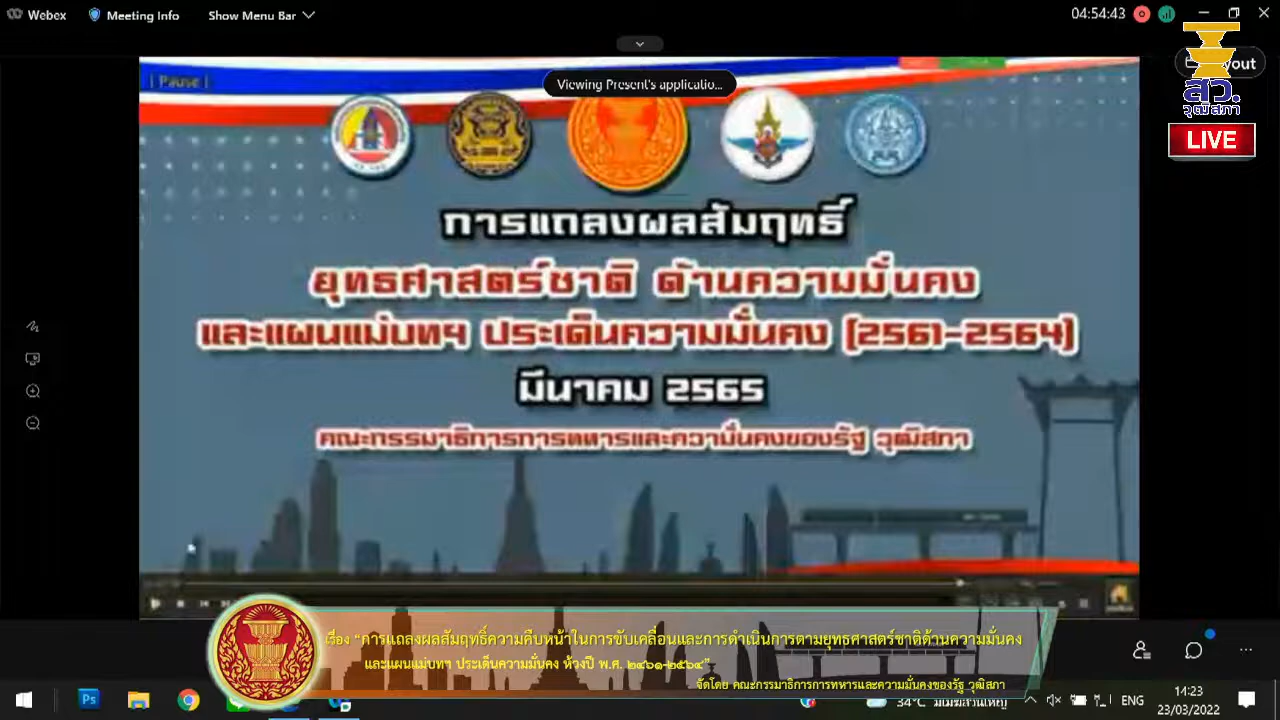 Webex Meeting Info Show Menu Bar 04:54:43
Viewing Present's applicatio...
| Pause |
สว.
วุฒิสภา
LIVE
การแถลงผลสัมฤทธิ์
ยุทธศาสตร์ชาติ ด้านความมั่นคง
และแผนแม่บทฯ ประเด็นความมั่นคง (2561-2564)
มีนาคม 2565
คณะกรรมาธิการการทหารและความั่นคงของรัฐ วุฒิสภา
เรื่อง “การแถลงผลสัมฤทธิ์ความคืบหน้าในการขับเคลื่อนและการดำเนินการตามยุทธศาสตร์ชาติด้านความมั่นคง
และแผนแม่บทฯ ประเด็นความมั่นคง ห้วงปี พ.ศ. ๒๕๖๑-๒๕๖๔”
จัดโดย คณะกรรมาธิการการทหารและความมั่นคงของรัฐ วุฒิสภา
34°C มีเมฆส่วนใหญ่ ENG 14:23
23/03/2022